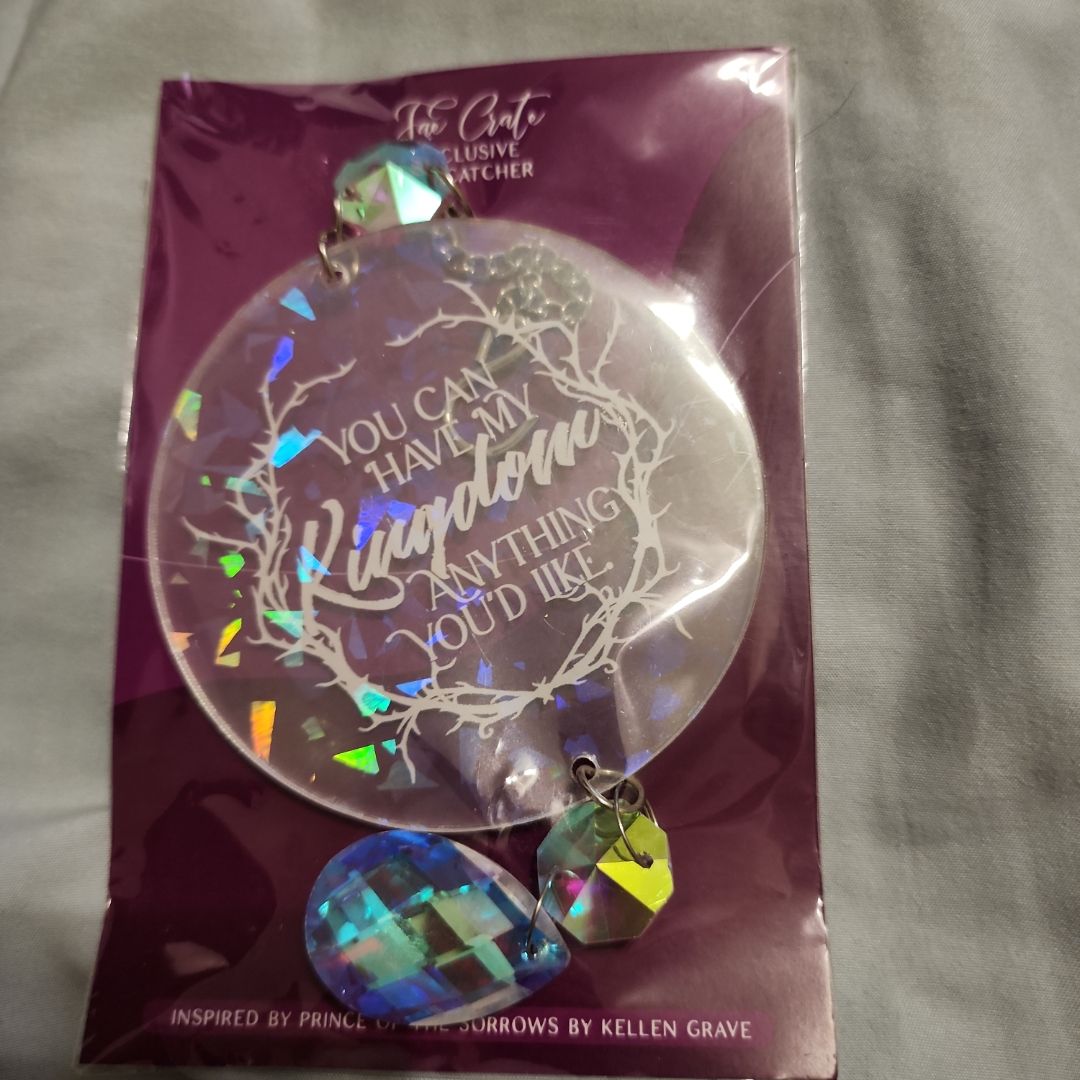 Fae Crate
CLUSIVE
CATCHER
YOU CAN
HAVE MY
Kingdom
ANYTHING
YOU'D LIKE.
INSPIRED BY PRINCE OF THE SORROWS BY KELLEN GRAVE